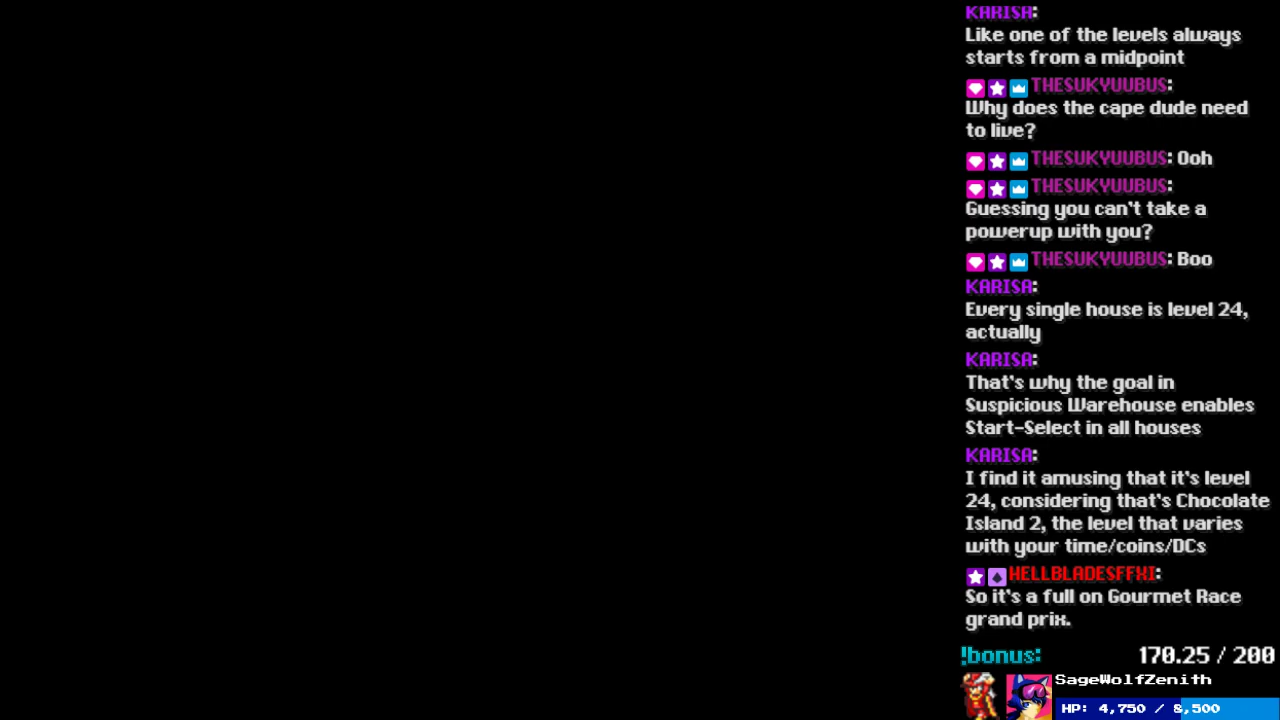 KARISA:
Like one of the levels always
starts from a midpoint
THESUKYUUBUS:
Why does the cape dude need
to live?
THESUKYUUBUS: Ooh
THESUKYUUBUS:
Guessing you can't take a
powerup with you?
THESUKYUUBUS: Boo
KARISA:
Every single house is level 24,
actually
KARISA:
That's why the goal in
Suspicious Warehouse enables
Start-Select in all houses
KARISA:
I find it amusing that it's level
24, considering that's Chocolate
Island 2, the level that varies
with your time/coins/DCs
HELLBLADESFFXI:
So it's a full on Gourmet Race
grand prix.
!bonus: 170.25 / 200
SageWolfZenith
HP: 4,750 / 8,500